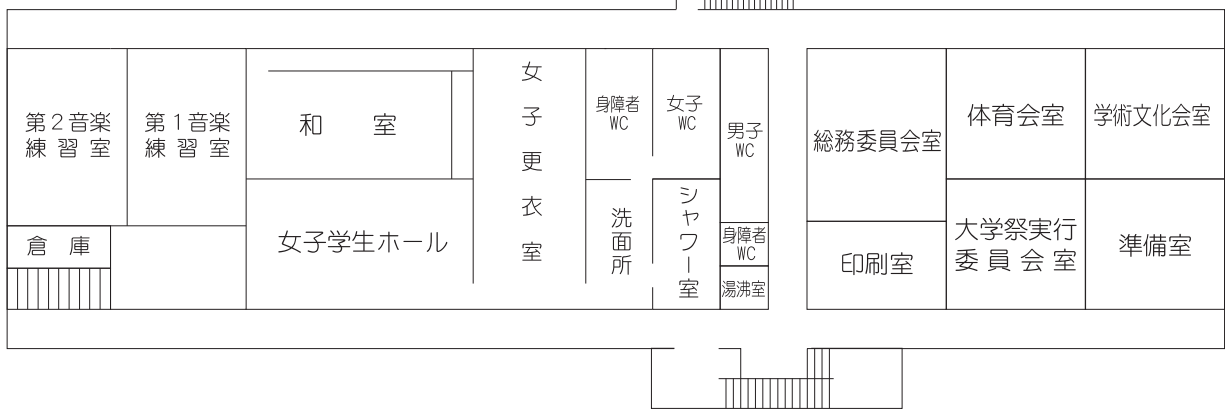 第2音楽
練習室
倉庫
第1音楽
練習室
和室
女子学生ホール
女子更衣室
身障者
WC
洗面所
女子
WC
シャワー室
男子
WC
身障者
WC
湯沸室
総務委員会室
印刷室
体育会室
大学祭実行
委員会室
学術文化会室
準備室